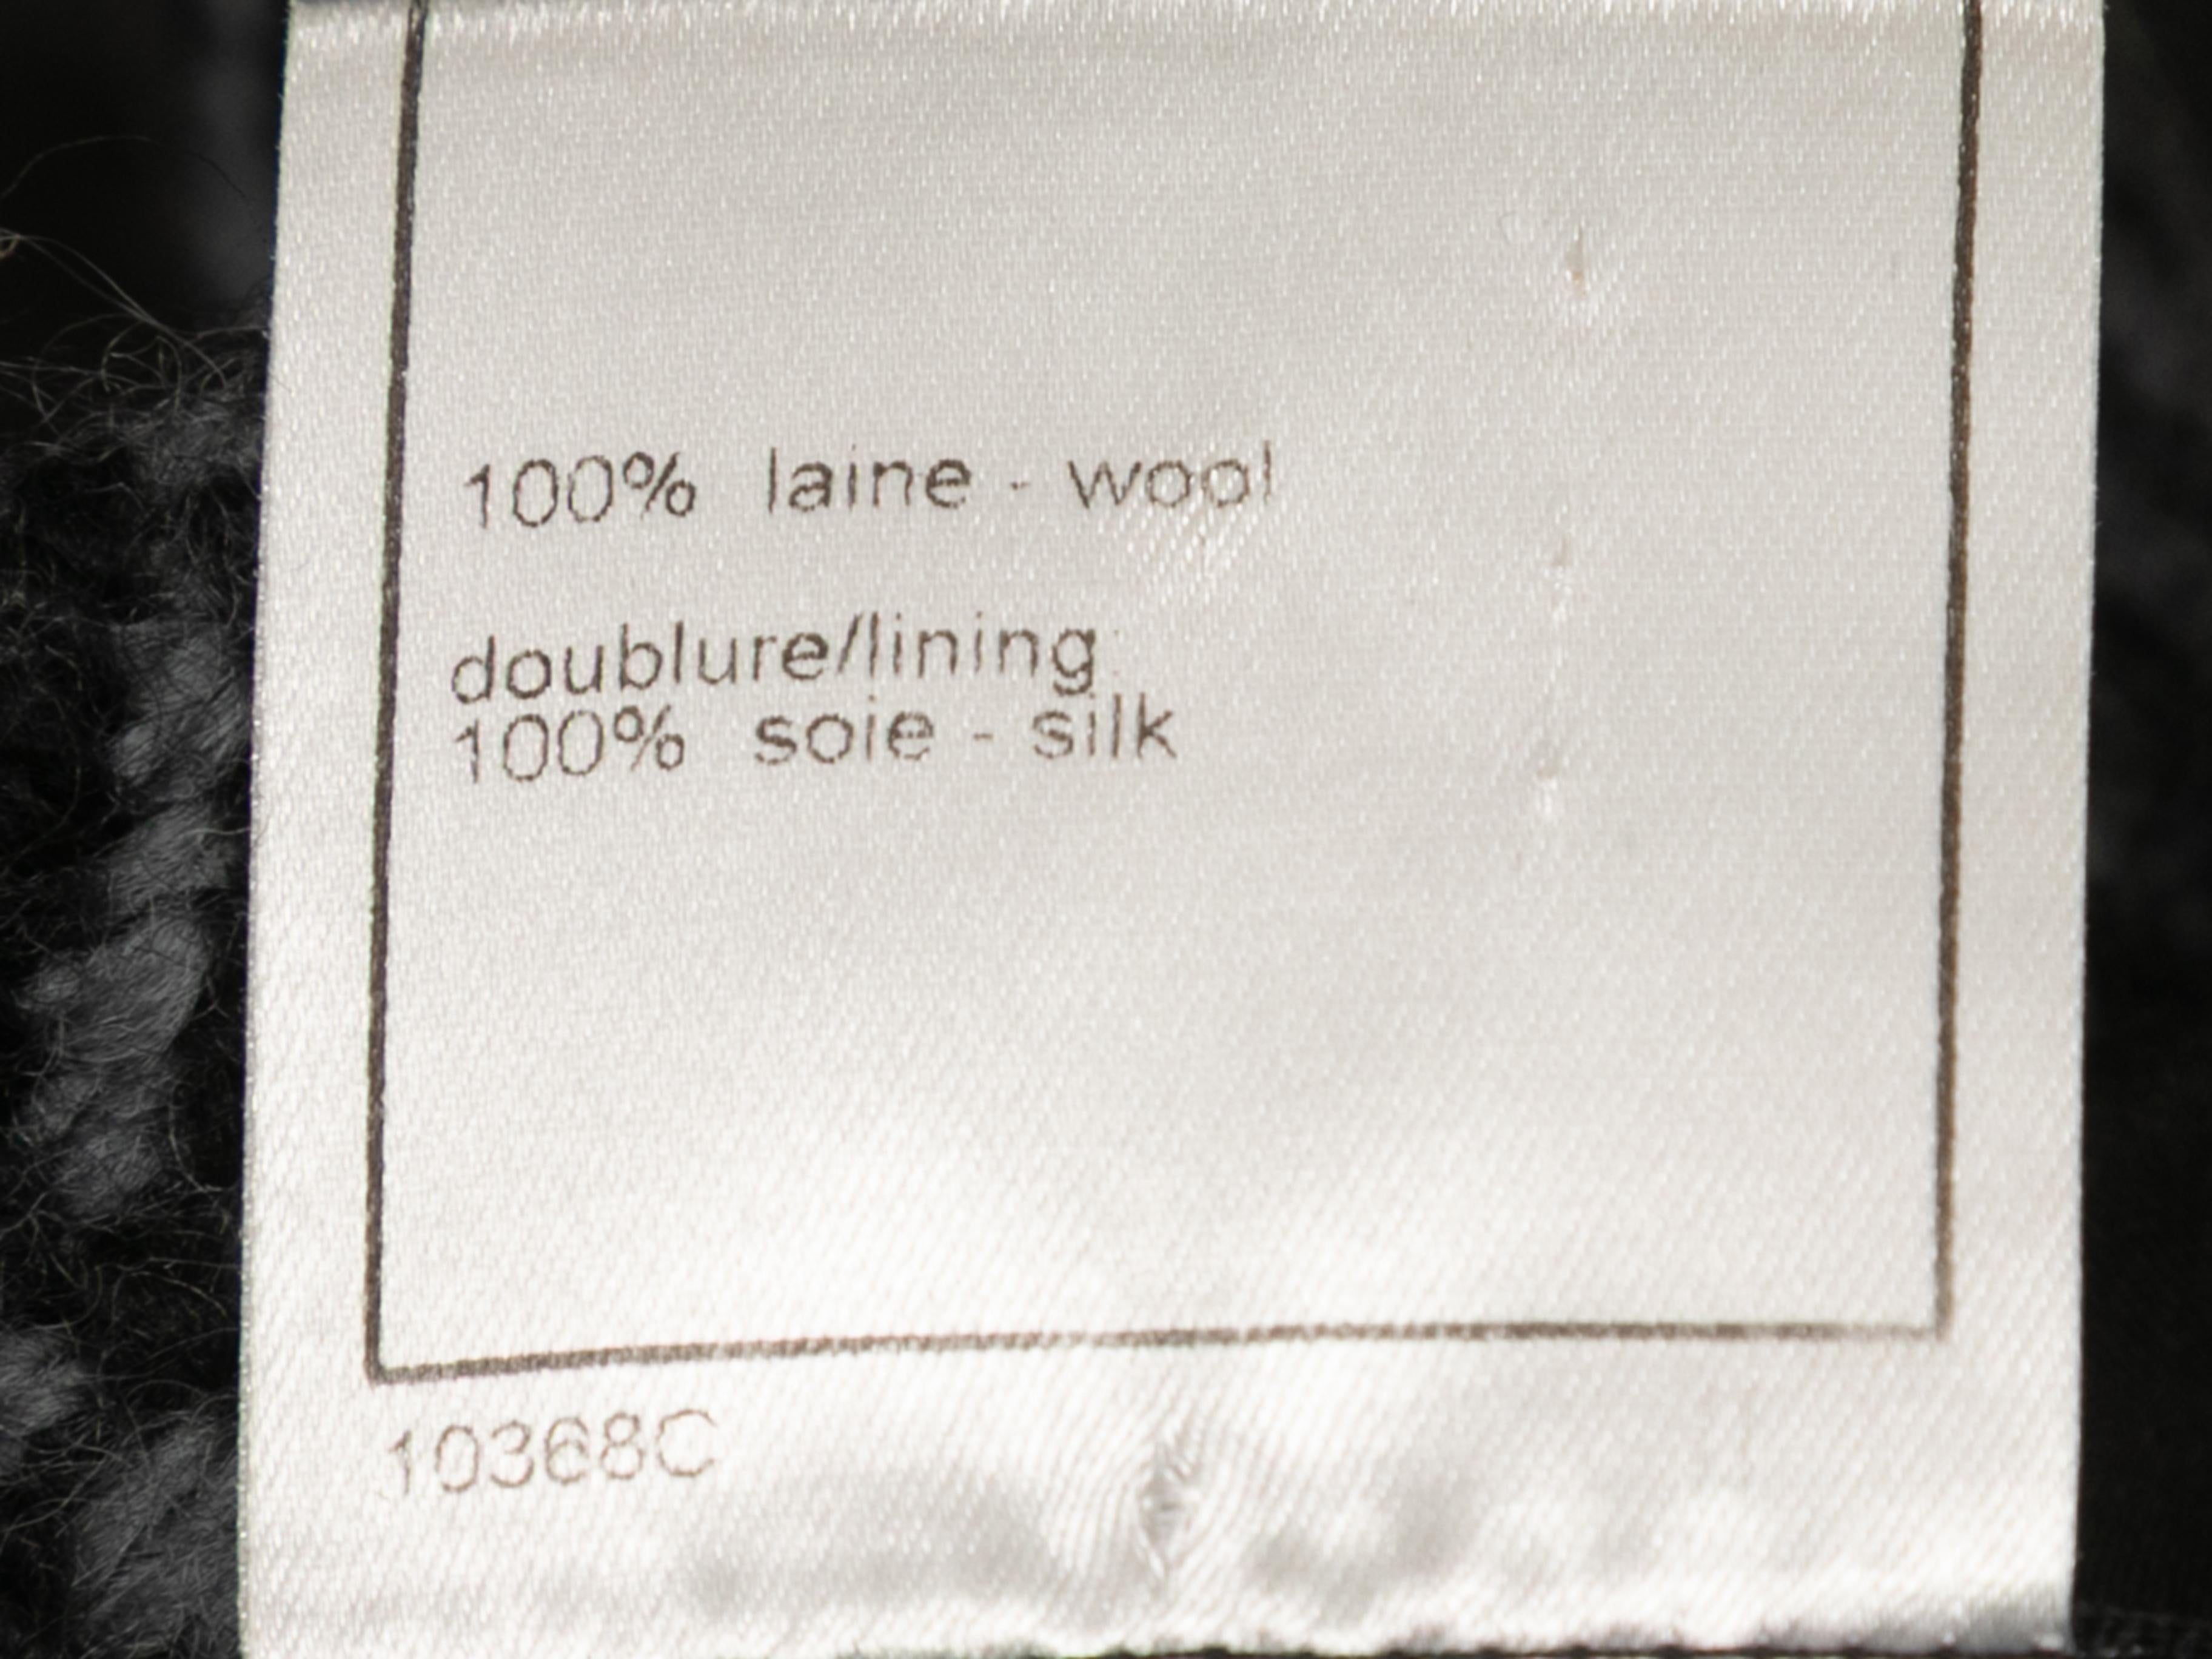 100% laine - wool
doublure/lining:
100% soie - silk
10368C